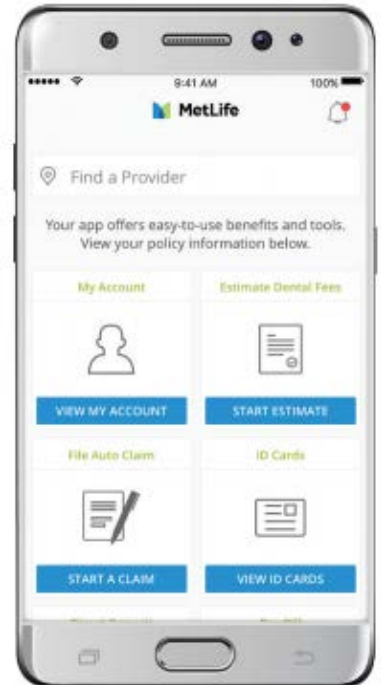 9:41 AM
100%
MetLife
Find a Provider
Your app offers easy-to-use benefits and tools.
View your policy information below.
My Account
Estimate Dental Fees
VIEW MY ACCOUNT
START ESTIMATE
File Auto Claim
ID Cards
START A CLAIM
VIEW ID CARDS